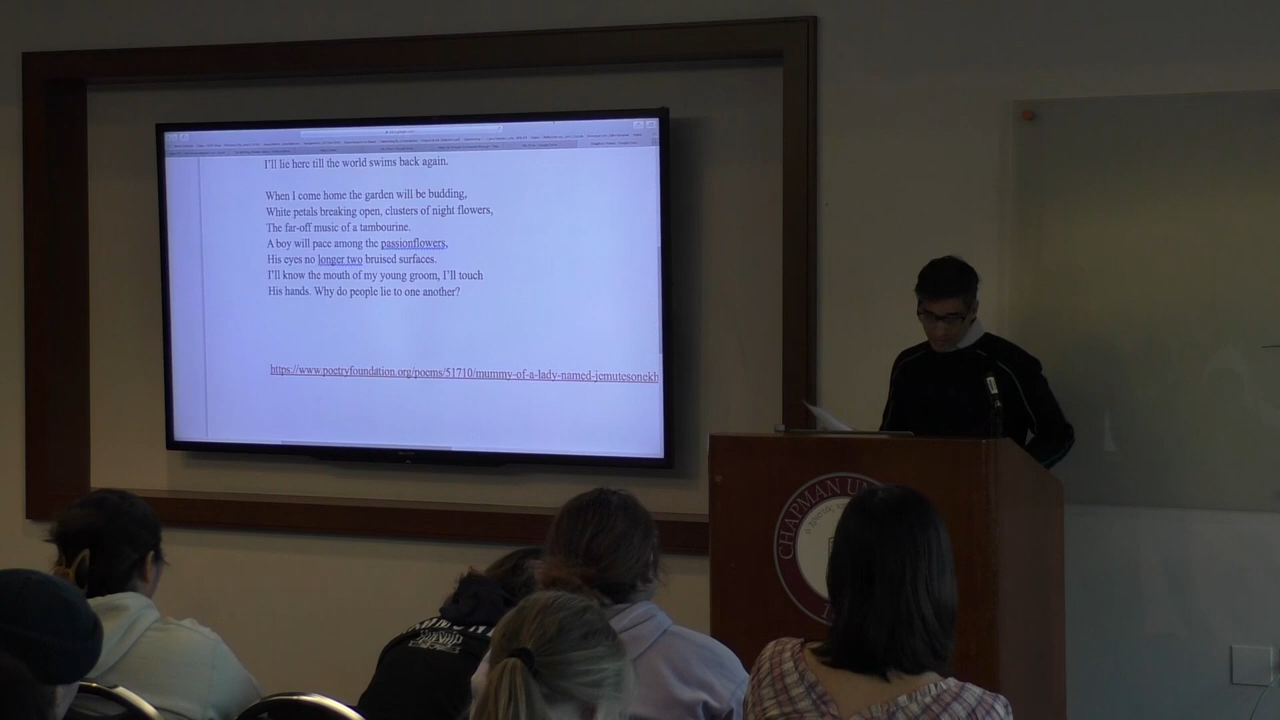 I'll lie here till the world swims back again.
When I come home the garden will be budding,
White petals breaking open, clusters of night flowers,
The far-off music of a tambourine.
A boy will pace among the passionflowers,
His eyes no longer two bruised surfaces.
I'll know the mouth of my young groom, I'll touch
His hands. Why do people lie to one another?
https://www.poetryfoundation.org/poems/51710/mummy-of-a-lady-named-jemutesonekh
CHAPMAN UN